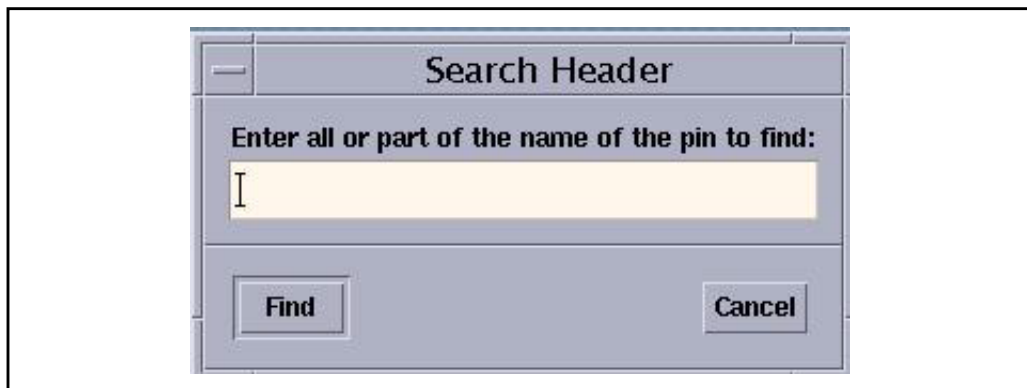 Search Header
Enter all or part of the name of the pin to find:
Find
Cancel